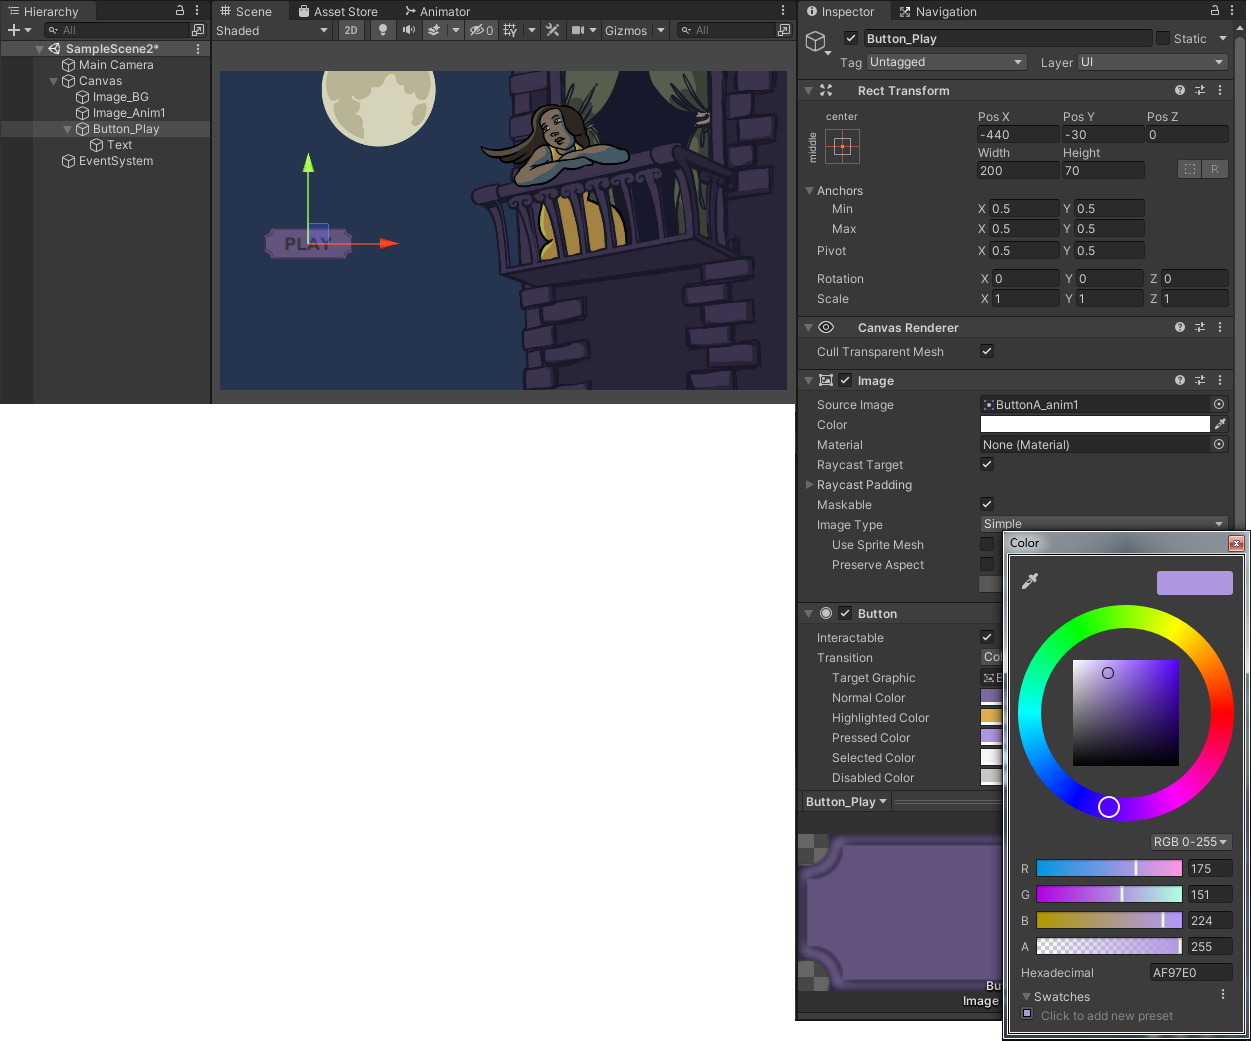 Hierarchy
All
SampleScene2*
Main Camera
Canvas
Image_BG
Image_Anim1
Button_Play
Text
EventSystem
Scene
Asset Store
Animator
Shaded
2D
0
Gizmos
All
PLAY
Inspector
Navigation
Button_Play
Static
Tag Untagged
Layer UI
Rect Transform
center
middle
Pos X Pos Y Pos Z
-440 -30 0
Width Height
200 70
R
Anchors
Min X 0.5 Y 0.5
Max X 0.5 Y 0.5
Pivot X 0.5 Y 0.5
Rotation X 0 Y 0 Z 0
Scale X 1 Y 1 Z 1
Canvas Renderer
Cull Transparent Mesh
Image
Source Image ButtonA_anim1
Color
Material None (Material)
Raycast Target
Raycast Padding
Maskable
Image Type Simple
Use Sprite Mesh
Preserve Aspect
Button
Interactable
Transition Col
Target Graphic B
Normal Color
Highlighted Color
Pressed Color
Selected Color
Disabled Color
Button_Play
Bu
Image
Color
RGB 0-255
R 175
G 151
B 224
A 255
Hexadecimal AF97E0
Swatches
Click to add new preset